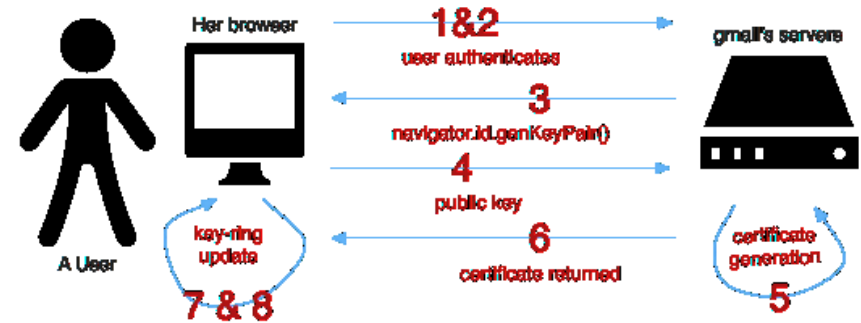 Her browser
1&2
gmail's servers
user authenticates
3
navigator.id.genKeyPair()
4
public key
key-ring
update
6
certificate
generation
A User
certificate returned
7 & 8
5